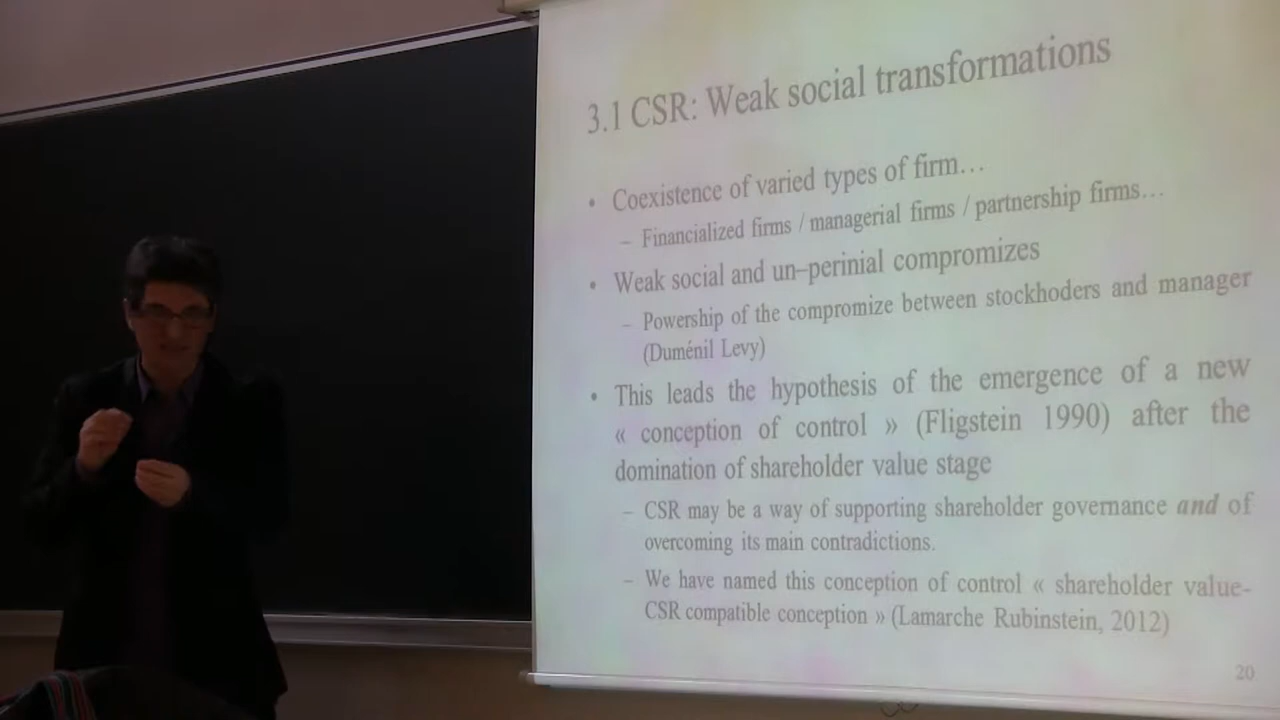 3.1 CSR: Weak social transformations
• Coexistence of varied types of firm…
– Financialized firms / managerial firms / partnership firms…
• Weak social and un–perinial compromizes
– Powership of the compromize between stockhoders and manager
(Duménil Levy)
• This leads the hypothesis of the emergence of a new
« conception of control » (Fligstein 1990) after the
domination of shareholder value stage
– CSR may be a way of supporting shareholder governance and of
overcoming its main contradictions.
– We have named this conception of control « shareholder value-
CSR compatible conception » (Lamarche Rubinstein, 2012)
20